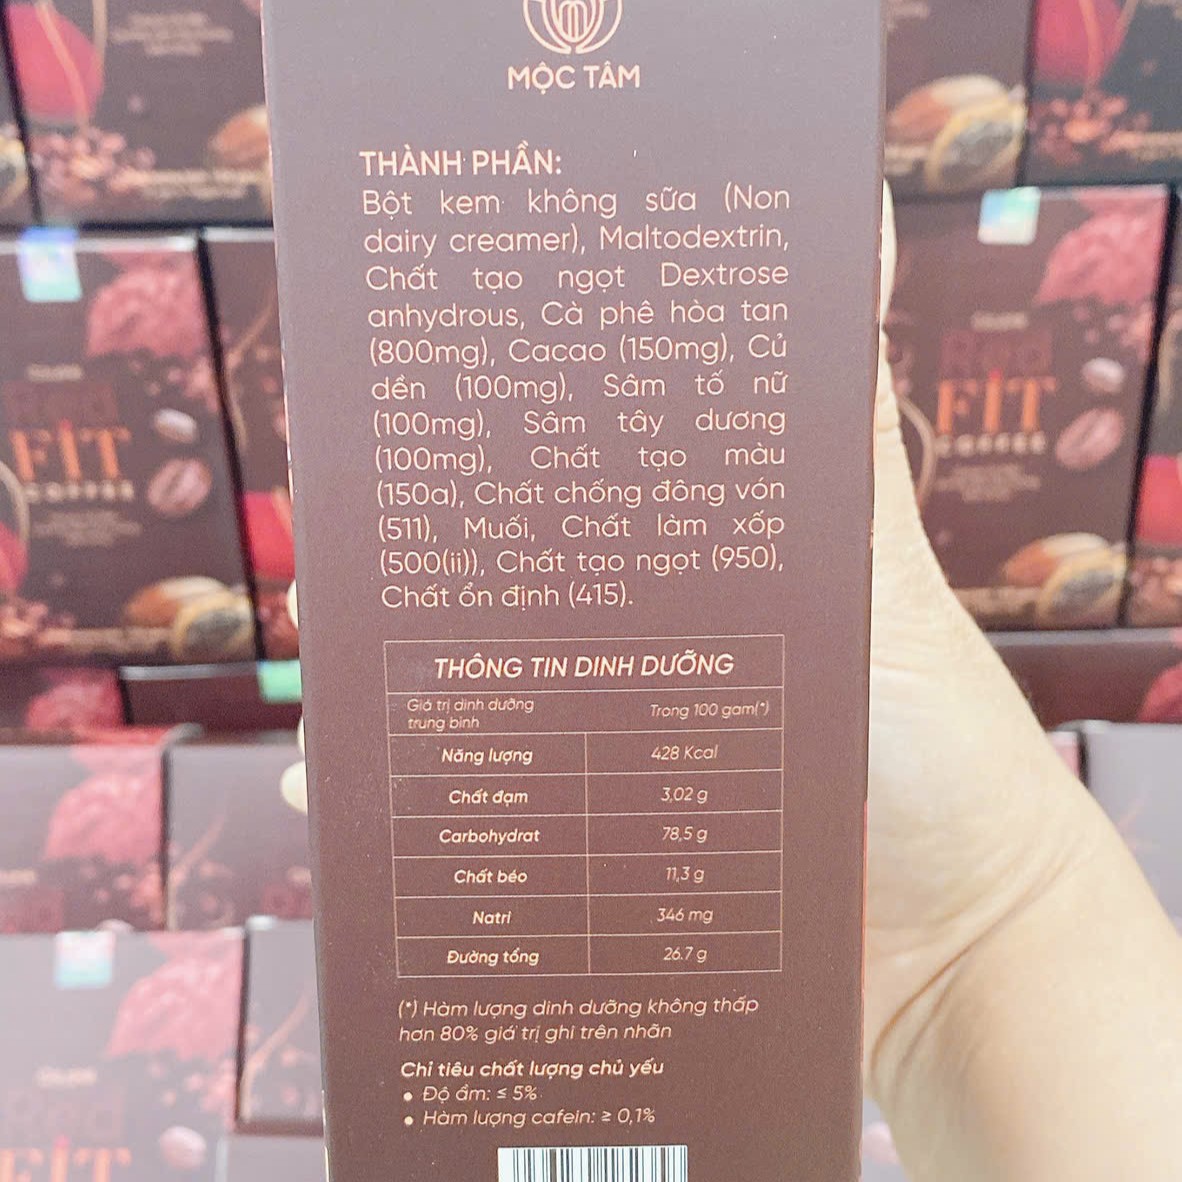 MỘC TÂM
THÀNH PHẦN:
Bột kem không sữa (Non
dairy creamer), Maltodextrin,
Chất tạo ngọt Dextrose
anhydrous, Cà phê hòa tan
(800mg), Cacao (150mg), Củ
dền (100mg), Sâm tố nữ
(100mg), Sâm tây dương
(100mg), Chất tạo màu
(150a), Chất chống đông vón
(511), Muối, Chất làm xốp
(500(ii)), Chất tạo ngọt (950),
Chất ổn định (415).
THÔNG TIN DINH DƯỠNG
Giá trị dinh dưỡng
trung bình
Trong 100 gam(*)
Năng lượng 428 Kcal
Chất đạm 3,02 g
Carbohydrat 78,5 g
Chất béo 11,3 g
Natri 346 mg
Đường tổng 26.7 g
(*) Hàm lượng dinh dưỡng không thấp
hơn 80% giá trị ghi trên nhãn
Chỉ tiêu chất lượng chủ yếu
• Độ ẩm: ≤ 5%.
• Hàm lượng cafein: ≥ 0,1%
FIT
COFFEE
FIT
COFFEE
FIT